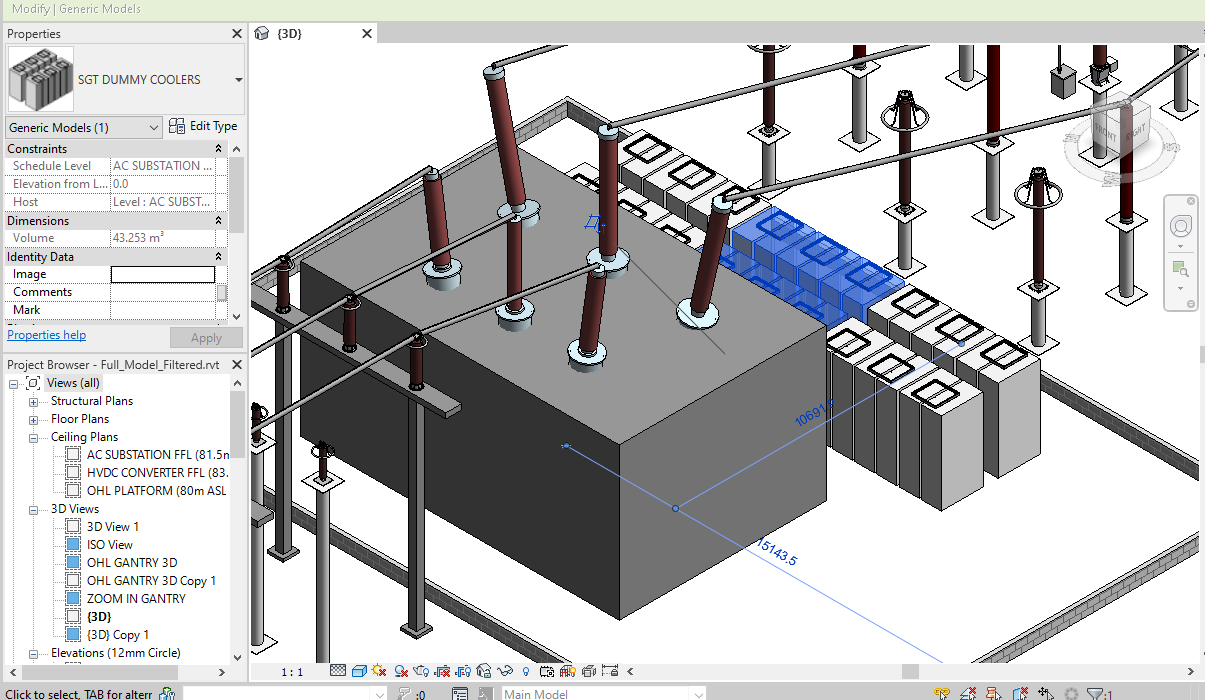 Modify | Generic Models
Properties
{3D}
SGT DUMMY COOLERS
Generic Models (1)
Edit Type
Constraints
Schedule Level AC SUBSTATION ...
Elevation from L... 0.0
Host Level : AC SUBST...
Dimensions
Volume 43.253 m³
Identity Data
Image
Comments
Mark
Properties help
Apply
Project Browser - Full_Model_Filtered.rvt
Views (all)
Structural Plans
Floor Plans
Ceiling Plans
AC SUBSTATION FFL (81.5m
HVDC CONVERTER FFL (83.
OHL PLATFORM (80m ASL
3D Views
3D View 1
ISO View
OHL GANTRY 3D
OHL GANTRY 3D Copy 1
ZOOM IN GANTRY
{3D}
{3D} Copy 1
Elevations (12mm Circle)
FRONT
RIGHT
15143.5
1 : 1
Click to select, TAB for altern
:0
Main Model
:1